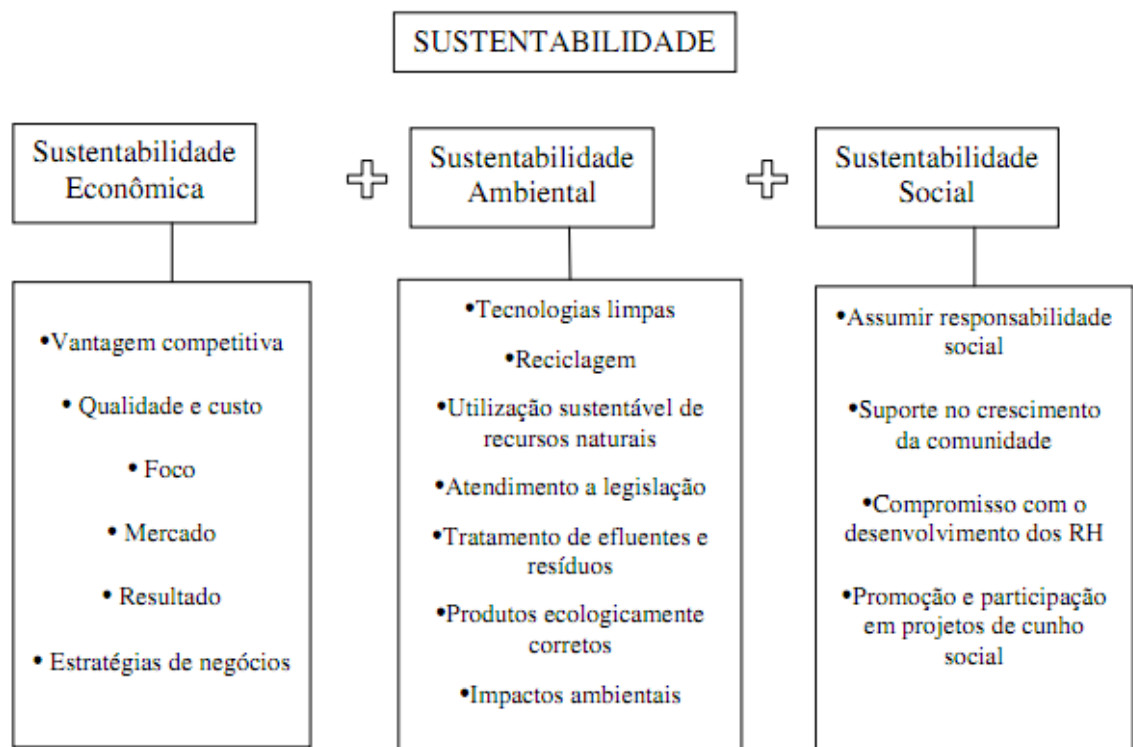 SUSTENTABILIDADE
Sustentabilidade
Econômica
•Vantagem competitiva
• Qualidade e custo
• Foco
• Mercado
• Resultado
• Estratégias de negócios
Sustentabilidade
Ambiental
•Tecnologias limpas
•Reciclagem
•Utilização sustentável de
recursos naturais
•Atendimento a legislação
•Tratamento de efluentes e
resíduos
•Produtos ecologicamente
corretos
•Impactos ambientais
Sustentabilidade
Social
•Assumir responsabilidade
social
•Suporte no crescimento
da comunidade
•Compromisso com o
desenvolvimento dos RH
•Promoção e participação
em projetos de cunho
social